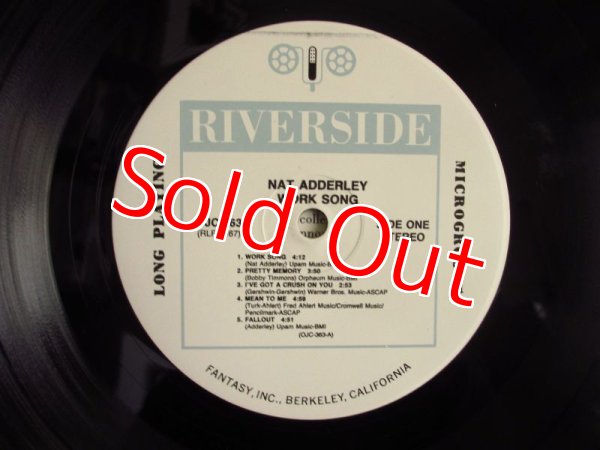 RIVERSIDE
LONG PLAYING
NAT ADDERLEY
WORK SONG
SIDE ONE
STEREO
Sold Out
1. WORK SONG 4:12
(Nat Adderley) Upam Music-BMI
2. PRETTY MEMORY 3:50
(Bobby Timmons) Orpheum Music-BMI
3. I'VE GOT A CRUSH ON YOU 2:53
(Gershwin-Gershwin) Warner Bros. Music-ASCAP
4. MEAN TO ME 4:59
(Turk-Ahlert) Fred Ahlert Music/Cromwell Music/
Pencilmark-ASCAP
5. FALLOUT 4:51
(Adderley) Upam Music-BMI
(OJC-363-A)
FANTASY, INC., BERKELEY, CALIFORNIA